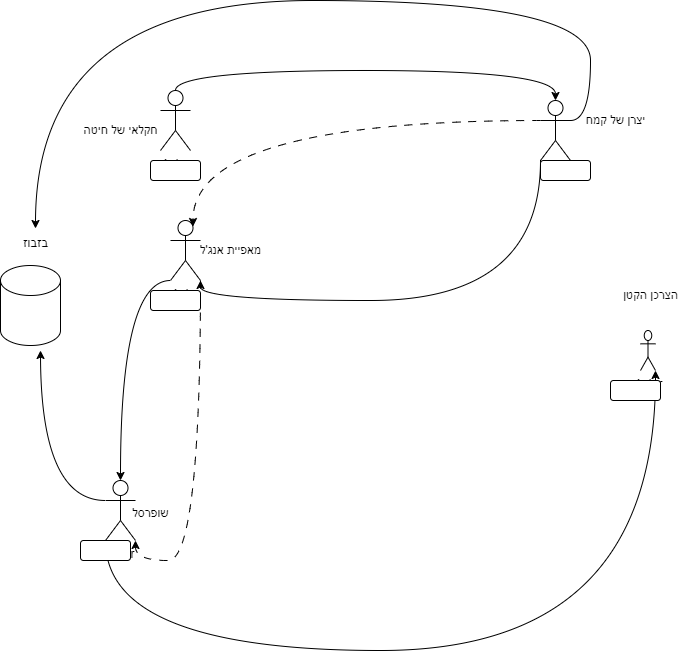 יצרן של קמח
חקלאי של חיטה
בזבוז
מאפיית אנג'ל
הצרכן הקטן
שופרסל